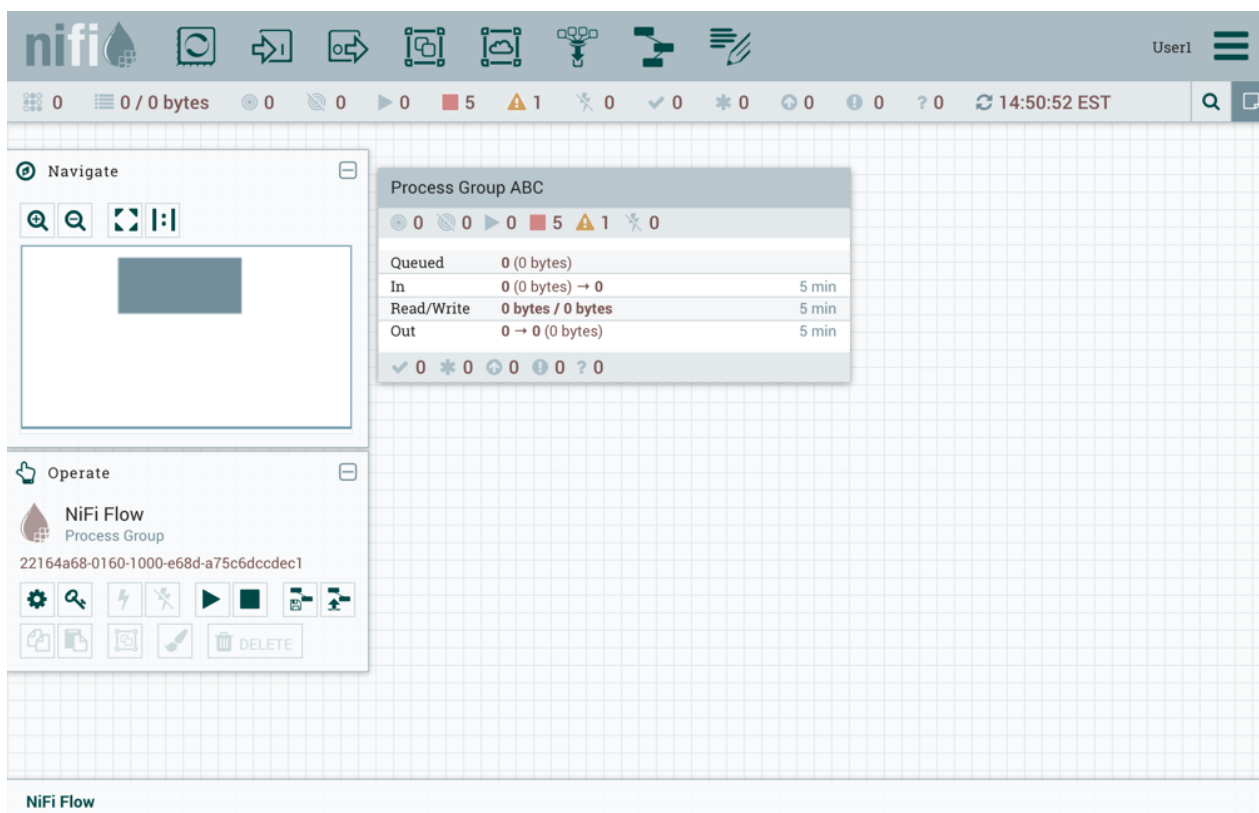 nifi
User1
0 0 / 0 bytes 0 0 0 5 1 0 0 0 0 0 ? 0 14:50:52 EST
Navigate
Process Group ABC
0 0 0 5 1 0
Queued 0 (0 bytes)
In 0 (0 bytes) → 0 5 min
Read/Write 0 bytes / 0 bytes 5 min
Out 0 → 0 (0 bytes) 5 min
0 0 0 0 ? 0
Operate
NiFi Flow
Process Group
22164a68-0160-1000-e68d-a75c6dccdec1
DELETE
NiFi Flow